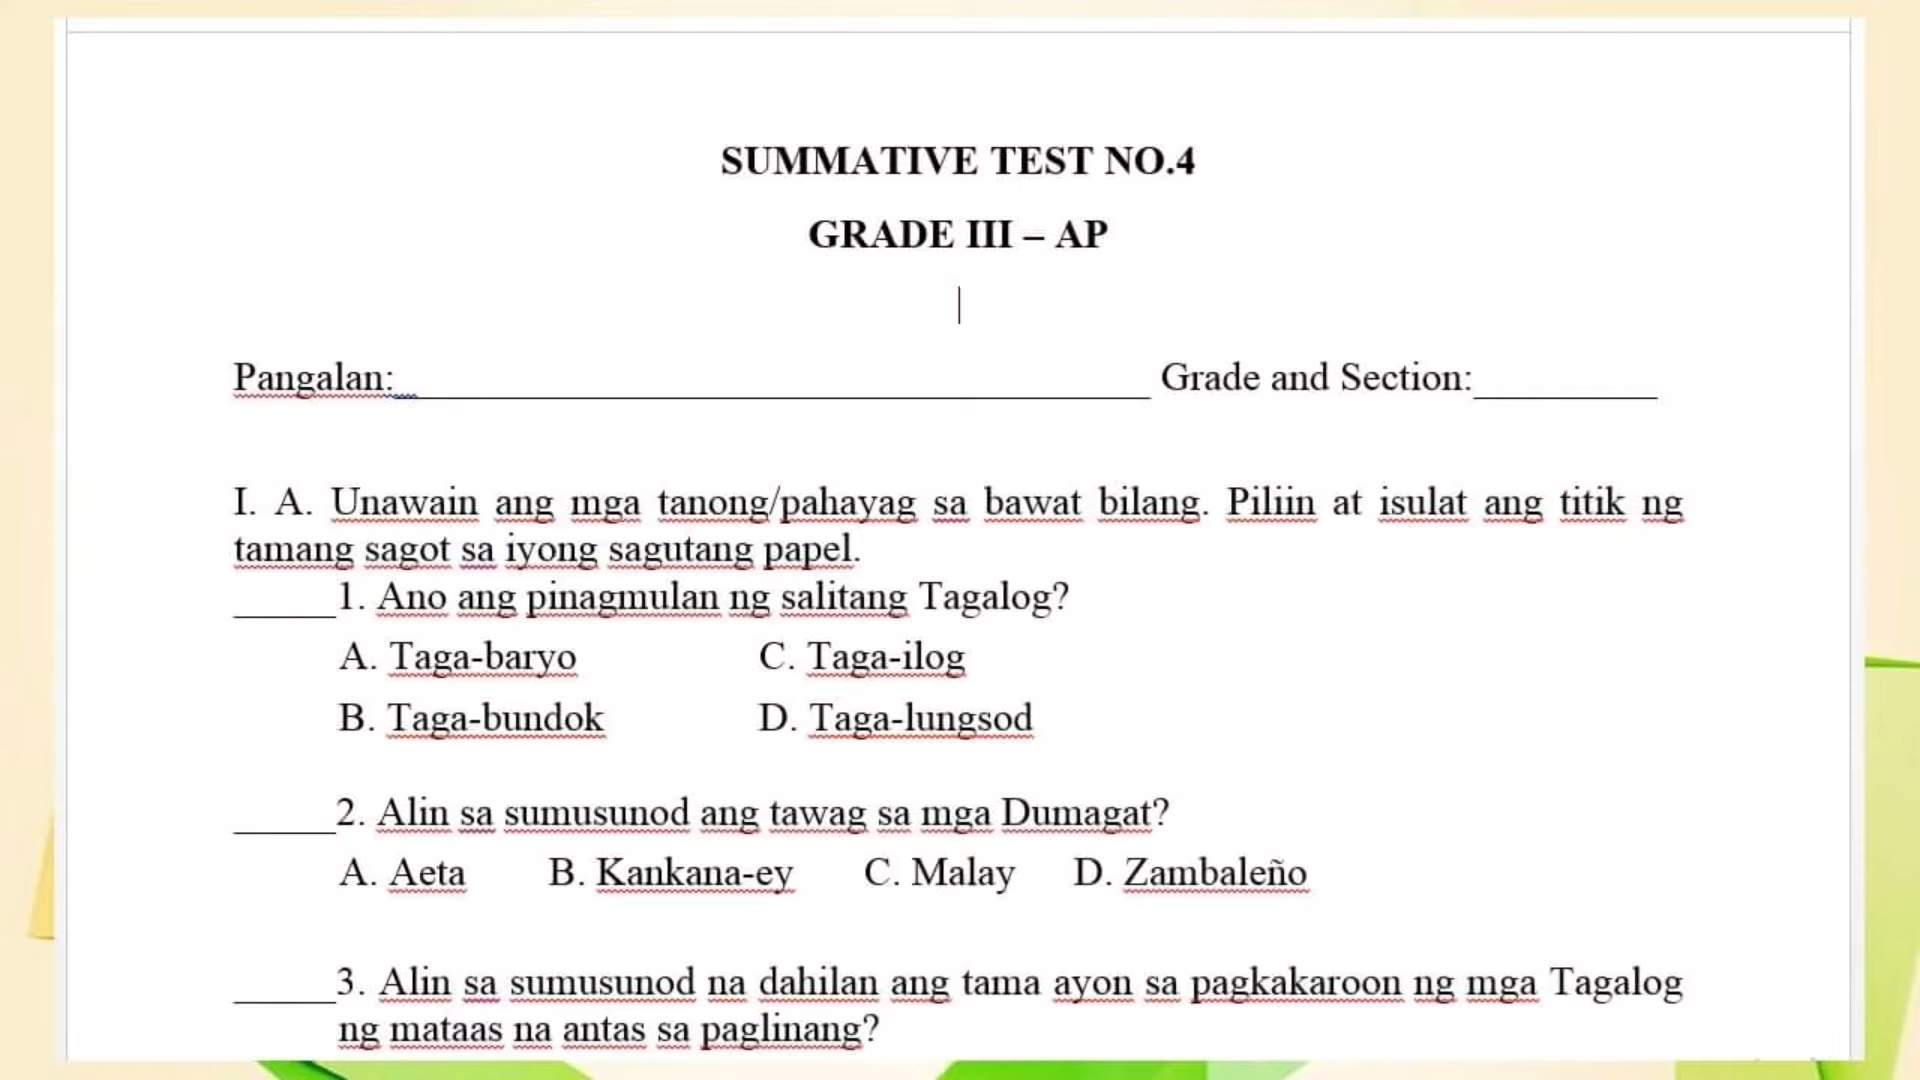 SUMMATIVE TEST NO.4
GRADE III – AP
Pangalan:______________________________________ Grade and Section:_________
I. A. Unawain ang mga tanong/pahayag sa bawat bilang. Piliin at isulat ang titik ng
tamang sagot sa iyong sagutang papel.
_____1. Ano ang pinagmulan ng salitang Tagalog?
A. Taga-baryo C. Taga-ilog
B. Taga-bundok D. Taga-lungsod
_____2. Alin sa sumusunod ang tawag sa mga Dumagat?
A. Aeta B. Kankana-ey C. Malay D. Zambaleño
_____3. Alin sa sumusunod na dahilan ang tama ayon sa pagkakaroon ng mga Tagalog
ng mataas na antas sa paglinang?